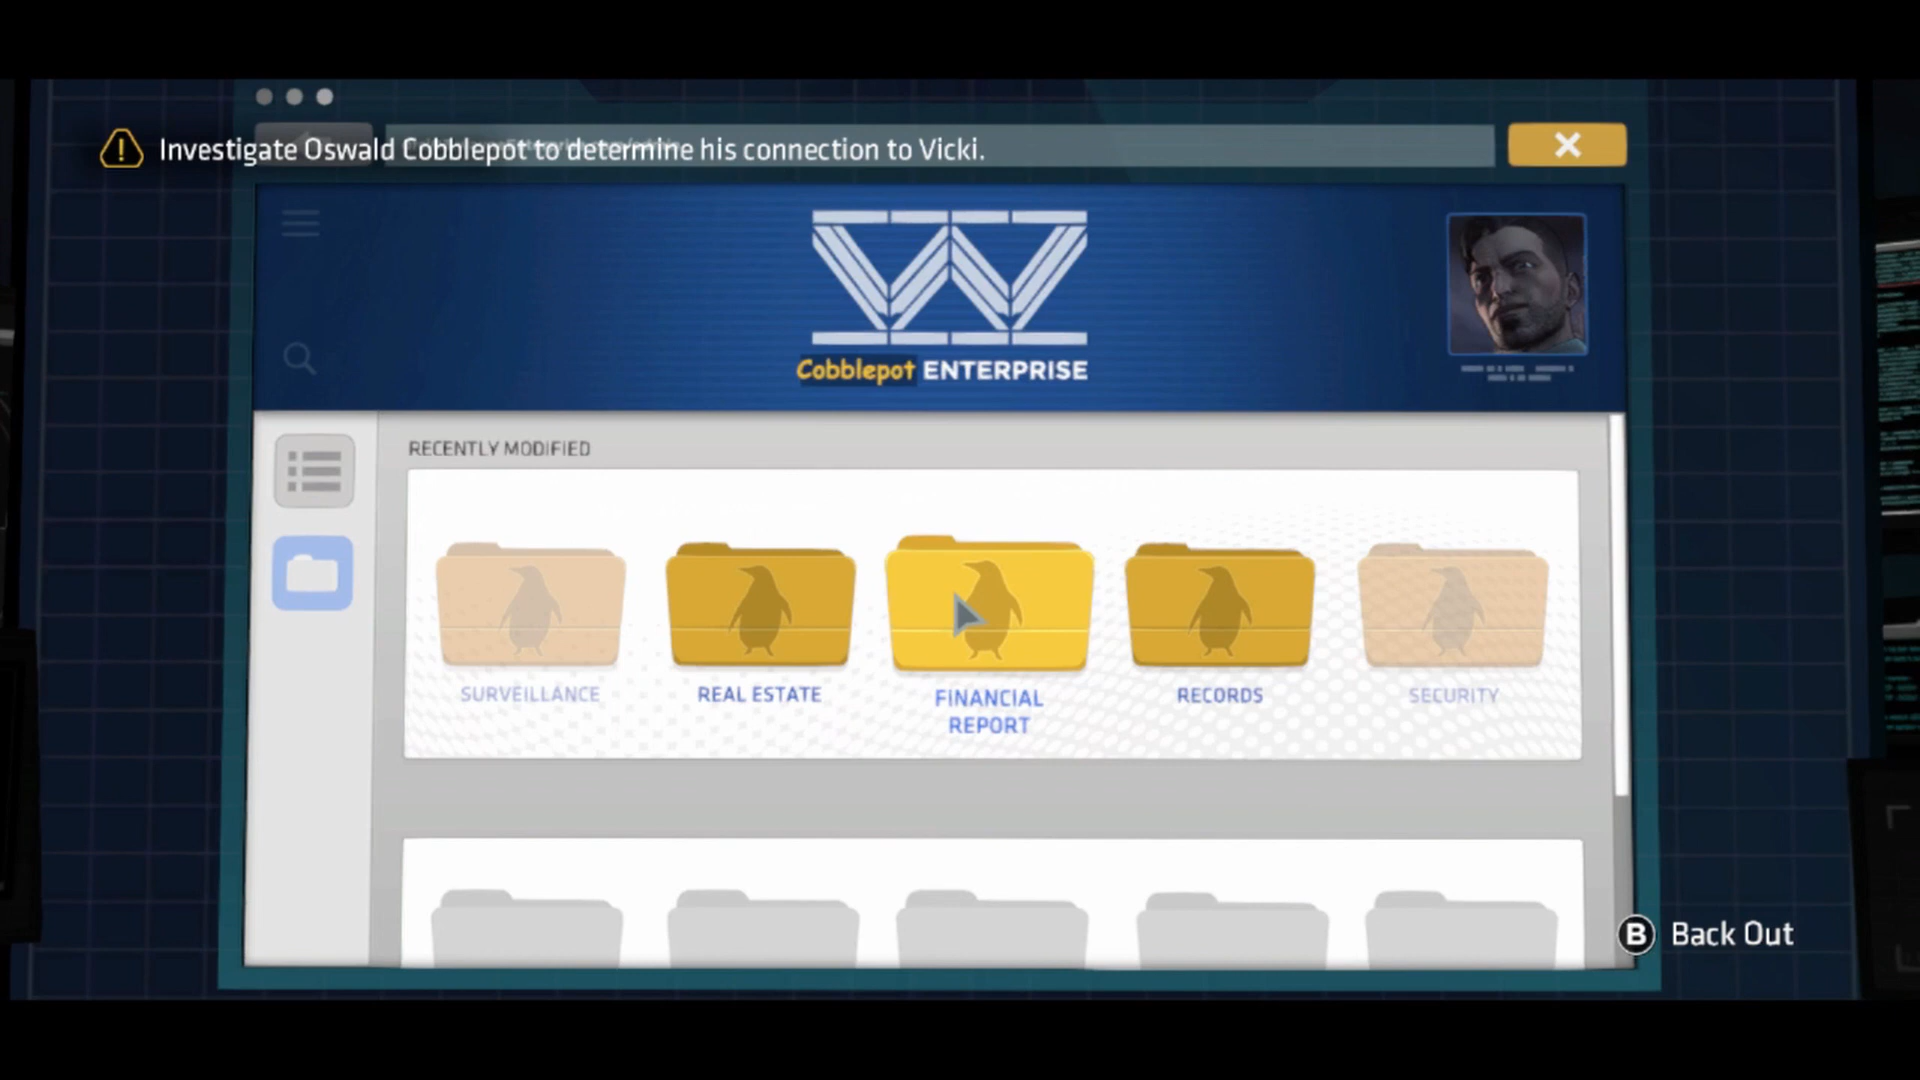 Investigate Oswald Cobblepot to determine his connection to Vicki.
Cobblepot ENTERPRISE
RECENTLY MODIFIED
SURVEILLANCE
REAL ESTATE
FINANCIAL
REPORT
RECORDS
SECURITY
B Back Out